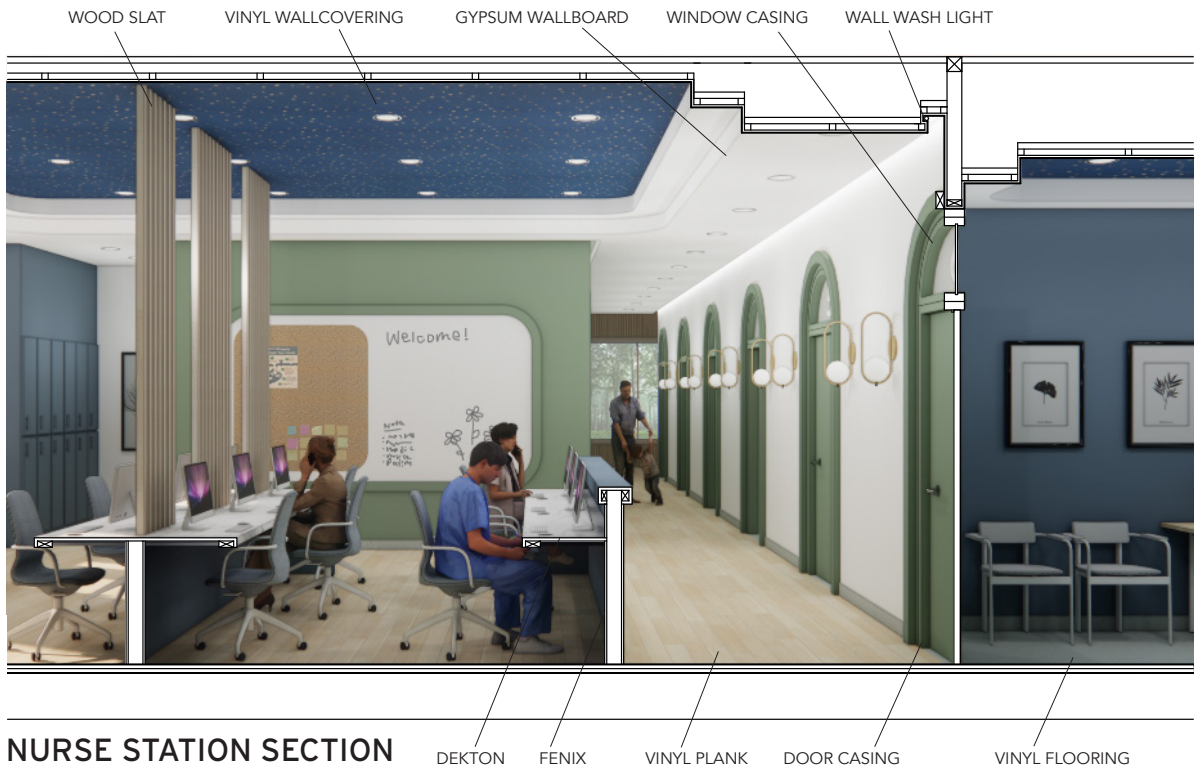 WOOD SLAT
VINYL WALLCOVERING
GYPSUM WALLBOARD
WINDOW CASING
WALL WASH LIGHT
Welcome!
Note
NURSE STATION SECTION
DEKTON
FENIX
VINYL PLANK
DOOR CASING
VINYL FLOORING